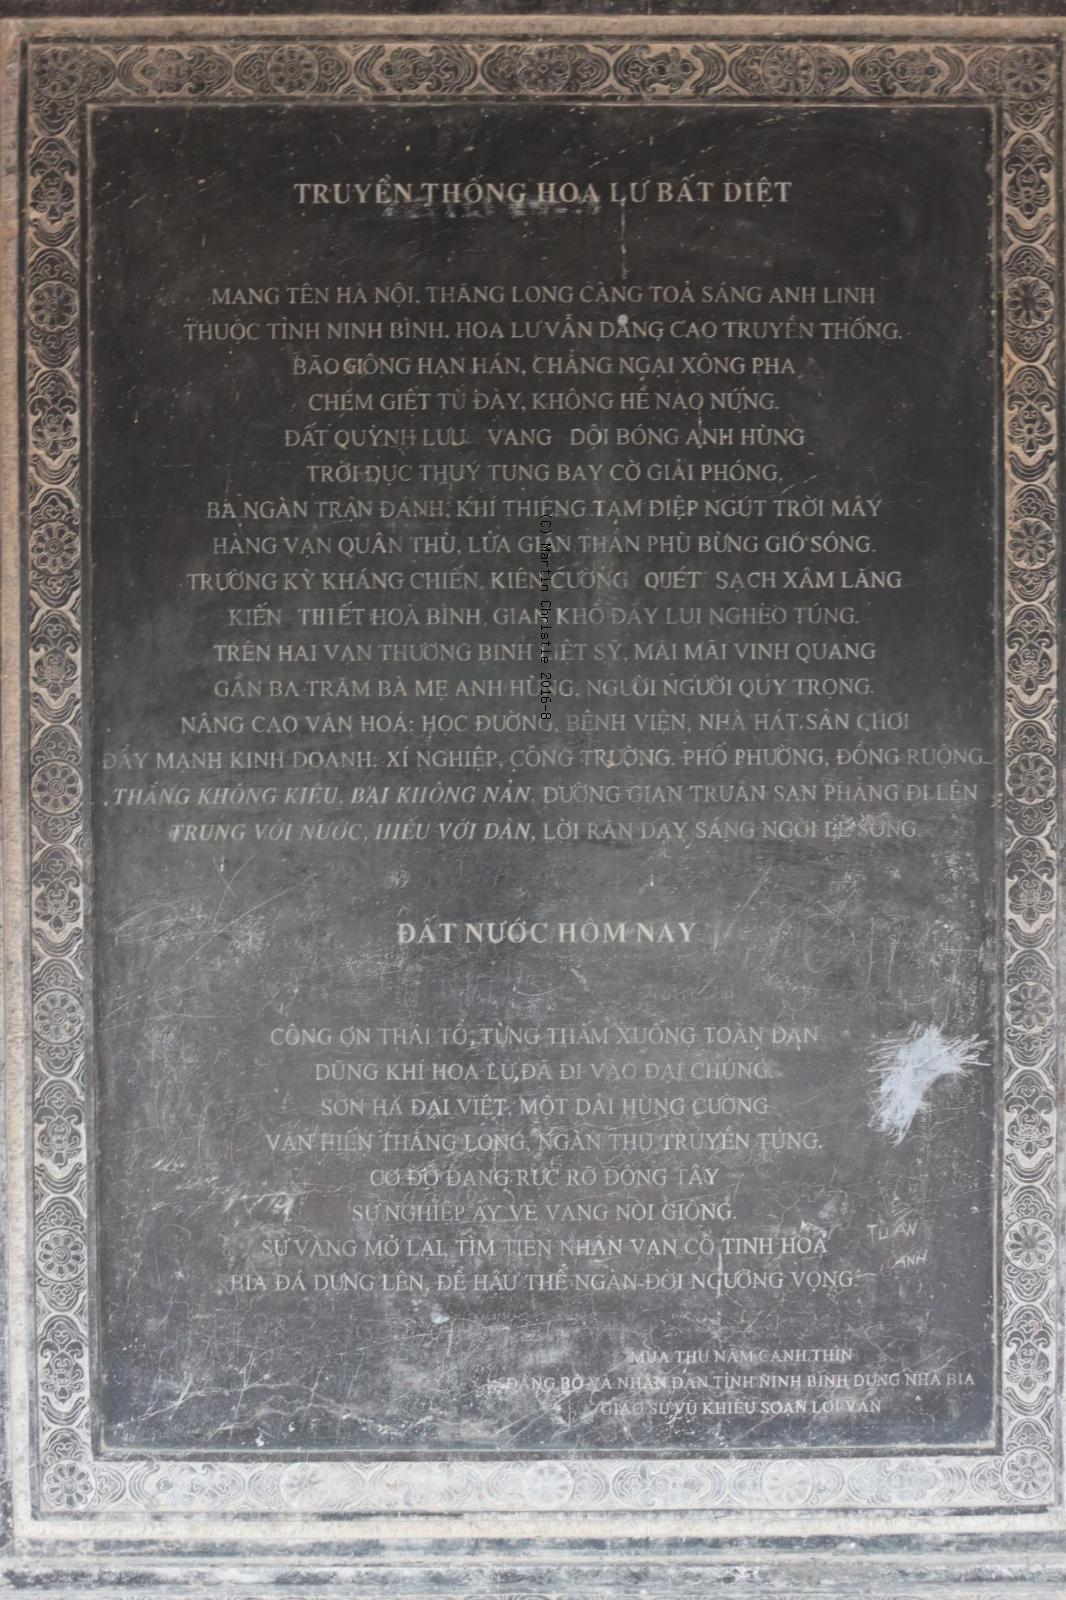 TRUYỀN THỐNG HOA LƯ BẤT DIỆT
MANG TÊN HÀ NỘI, THĂNG LONG CÀNG TOẢ SÁNG ANH LINH
THUỘC TỈNH NINH BÌNH, HOA LƯ VẪN DÂNG CAO TRUYỀN THỐNG.
BÃO GIÔNG HẠN HÁN, CHẲNG NGẠI XÔNG PHA
CHÉM GIẾT TÙ ĐÀY, KHÔNG HỀ NAO NÚNG.
ĐẤT QUỲNH LƯU VANG DỘI BÓNG ANH HÙNG
TRỜI DỤC THUÝ TUNG BAY CỜ GIẢI PHÓNG,
BA NGÀN TRẬN ĐÁNH, KHÍ THIÊNG TAM ĐIỆP NGÚT TRỜI MÂY
HÀNG VẠN QUÂN THÙ, LỬA GIẬN THẦN PHÙ BỪNG GIÓ SÓNG.
TRƯỜNG KỲ KHÁNG CHIẾN, KIÊN CƯỜNG QUÉT SẠCH XÂM LĂNG
KIẾN THIẾT HOÀ BÌNH, GIAN KHỔ ĐẨY LUI NGHÈO TÚNG.
TRÊN HAI VẠN THƯƠNG BINH LIỆT SỸ, MÃI MÃI VINH QUANG
GẦN BA TRĂM BÀ MẸ ANH HÙNG, NGƯỜI NGƯỜI QÚY TRỌNG.
NÂNG CAO VĂN HOÁ: HỌC ĐƯỜNG, BỆNH VIỆN, NHÀ HÁT, SÂN CHƠI
ĐẨY MẠNH KINH DOANH: XÍ NGHIỆP, CÔNG TRƯỜNG, PHỐ PHƯỜNG, ĐỒNG RUỘNG...
THẮNG KHÔNG KIÊU, BẠI KHÔNG NẢN, ĐƯỜNG GIAN TRUÂN SAN PHẲNG ĐI LÊN
TRUNG VỚI NƯỚC, HIẾU VỚI DÂN, LỜI RĂN DẠY SÁNG NGỜI LẼ SỐNG.
ĐẤT NƯỚC HÔM NAY
CÔNG ƠN THÁI TỔ, TỪNG THẤM XUỐNG TOÀN DÂN
DŨNG KHÍ HOA LƯ, ĐÃ ĐI VÀO ĐẠI CHÚNG.
SƠN HÀ ĐẠI VIỆT, MỘT DẢI HÙNG CƯỜNG
VĂN HIẾN THĂNG LONG, NGÀN THU TRUYỀN TỤNG.
CƠ ĐỒ ĐANG RỰC RỠ ĐÔNG TÂY
SỰ NGHIỆP ẤY VẺ VANG NÒI GIỐNG.
SỬ VÀNG MỞ LẠI, TÌM TIỀN NHÂN VẠN CỔ TINH HOA
BIA ĐÁ DỰNG LÊN, ĐỂ HẬU THẾ NGÀN ĐỜI NGƯỠNG VỌNG.
TUẤN
ANH
MÙA THU NĂM CANH THÌN
ĐẢNG BỘ VÀ NHÂN DÂN TỈNH NINH BÌNH DỰNG NHÀ BIA
GIÁO SƯ VŨ KHIÊU SOẠN LỜI VĂN
(C) Martin Christie 2016-8